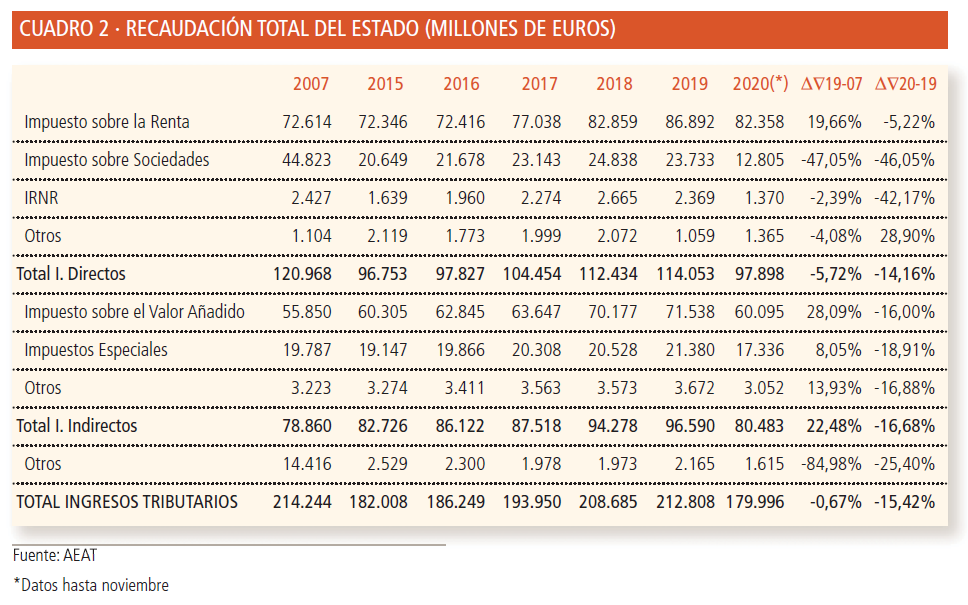 CUADRO 2 · RECAUDACIÓN TOTAL DEL ESTADO (MILLONES DE EUROS)
2007 2015 2016 2017 2018 2019 2020(*) Δ∇19-07 Δ∇20-19
Impuesto sobre la Renta 72.614 72.346 72.416 77.038 82.859 86.892 82.358 19,66% -5,22%
Impuesto sobre Sociedades 44.823 20.649 21.678 23.143 24.838 23.733 12.805 -47,05% -46,05%
IRNR 2.427 1.639 1.960 2.274 2.665 2.369 1.370 -2,39% -42,17%
Otros 1.104 2.119 1.773 1.999 2.072 1.059 1.365 -4,08% 28,90%
Total I. Directos 120.968 96.753 97.827 104.454 112.434 114.053 97.898 -5,72% -14,16%
Impuesto sobre el Valor Añadido 55.850 60.305 62.845 63.647 70.177 71.538 60.095 28,09% -16,00%
Impuestos Especiales 19.787 19.147 19.866 20.308 20.528 21.380 17.336 8,05% -18,91%
Otros 3.223 3.274 3.411 3.563 3.573 3.672 3.052 13,93% -16,88%
Total I. Indirectos 78.860 82.726 86.122 87.518 94.278 96.590 80.483 22,48% -16,68%
Otros 14.416 2.529 2.300 1.978 1.973 2.165 1.615 -84,98% -25,40%
TOTAL INGRESOS TRIBUTARIOS 214.244 182.008 186.249 193.950 208.685 212.808 179.996 -0,67% -15,42%
Fuente: AEAT
*Datos hasta noviembre